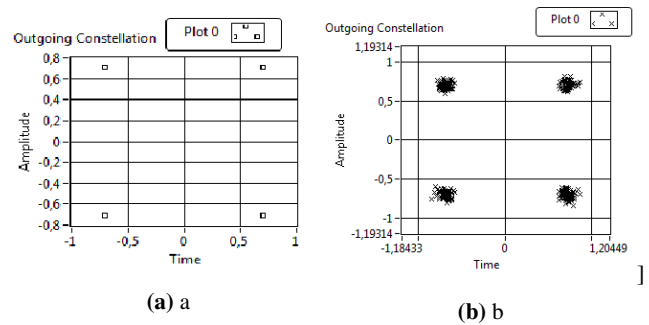 Outgoing Constellation
Plot 0
0,8
0,6
0,4
0,2
0
-0,2
-0,4
-0,6
-0,8
Amplitude
-1
-0,5
0
0,5
1
Time
(a) a
Outgoing Constellation
Plot 0
1,19314
1
0,5
0
-0,5
-1
-1,19314
Amplitude
-1,18433
0
1,20449
Time
]
(b) b